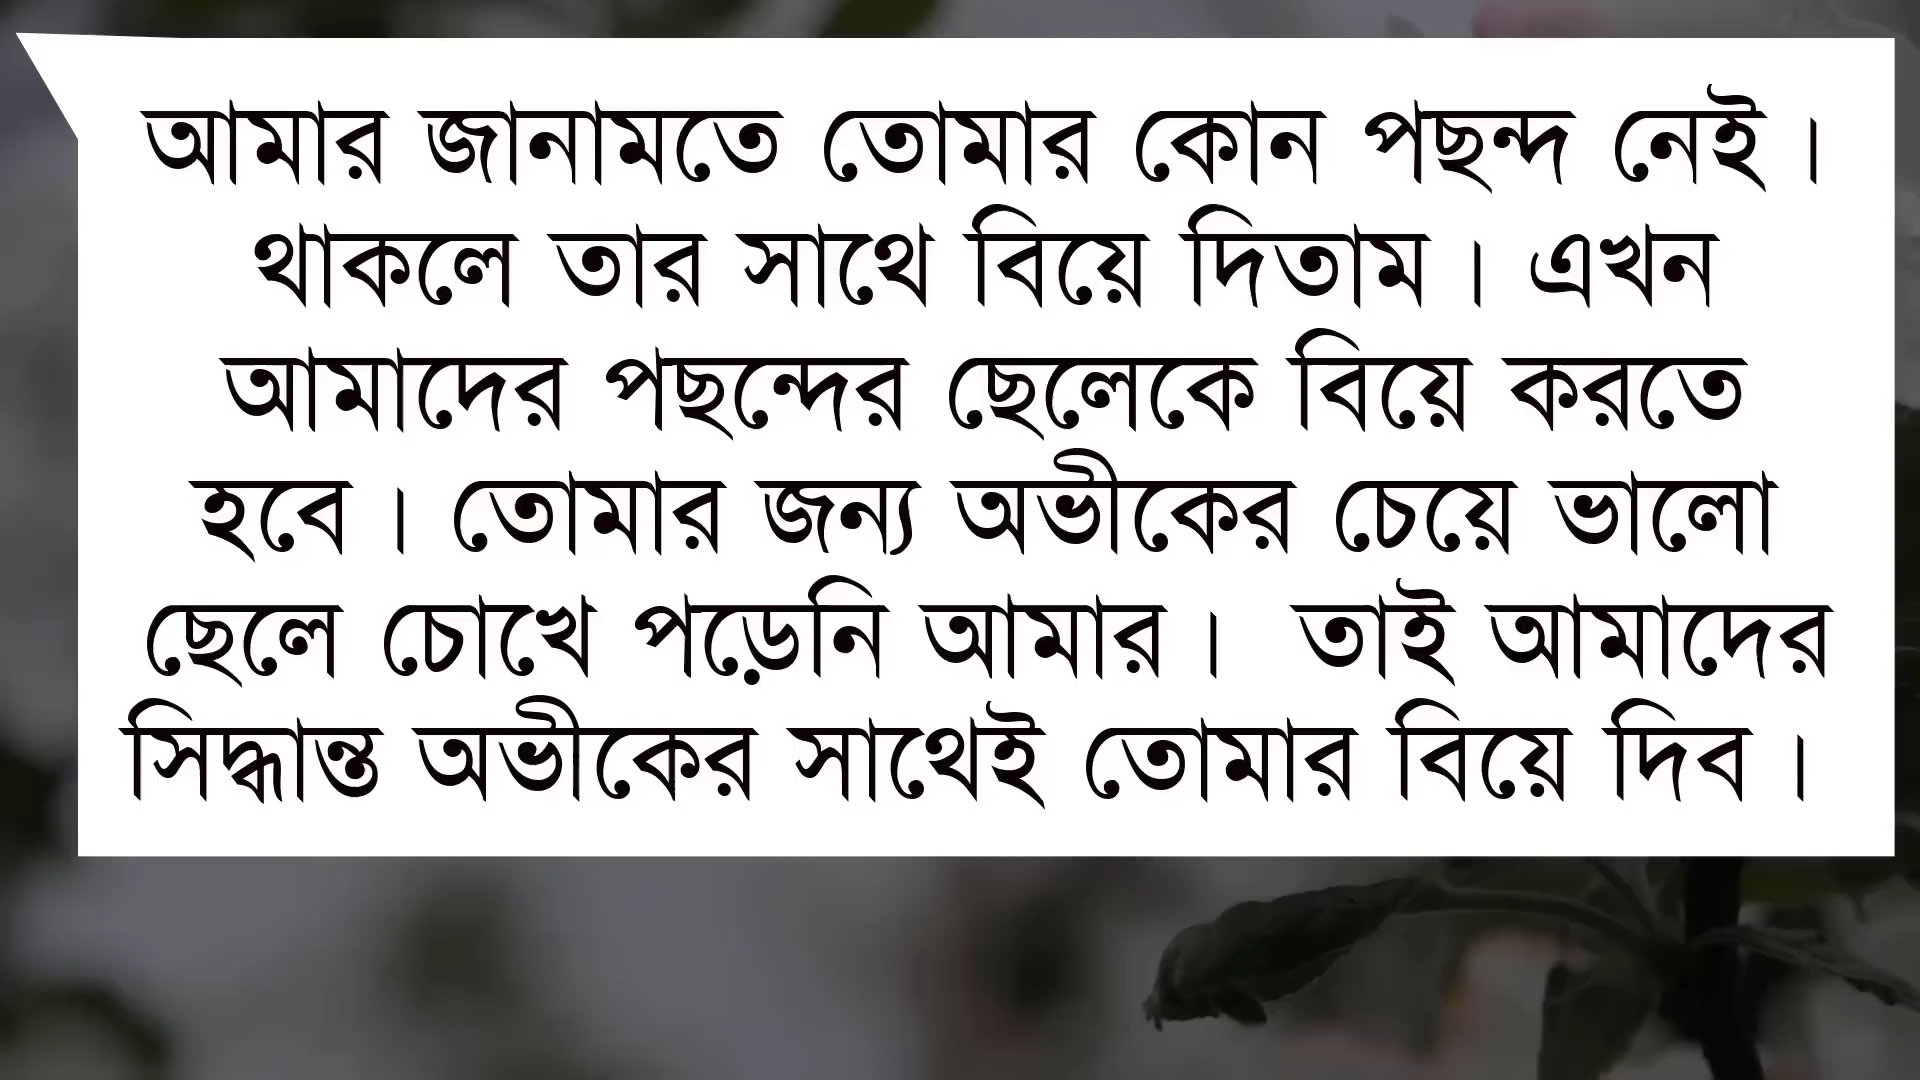 আমার জানামতে তোমার কোন পছন্দ নেই।
থাকলে তার সাথে বিয়ে দিতাম। এখন
আমাদের পছন্দের ছেলেকে বিয়ে করতে
হবে। তোমার জন্য অভীকের চেয়ে ভালো
ছেলে চোখে পড়েনি আমার। তাই আমাদের
সিদ্ধান্ত অভীকের সাথেই তোমার বিয়ে দিব।